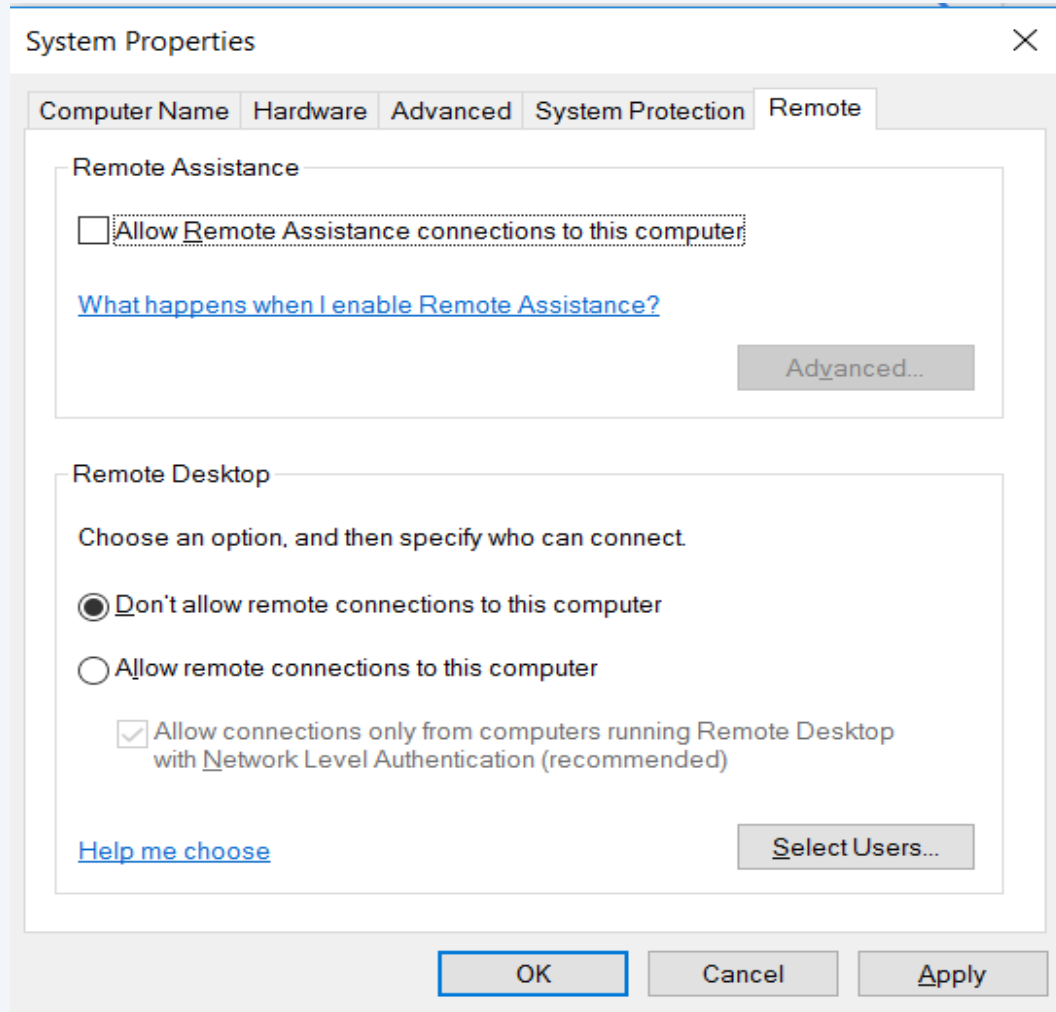 System Properties
Computer Name Hardware Advanced System Protection Remote
Remote Assistance
Allow Remote Assistance connections to this computer
What happens when I enable Remote Assistance?
Advanced...
Remote Desktop
Choose an option, and then specify who can connect.
Don't allow remote connections to this computer
Allow remote connections to this computer
Allow connections only from computers running Remote Desktop
with Network Level Authentication (recommended)
Help me choose
Select Users...
OK Cancel Apply